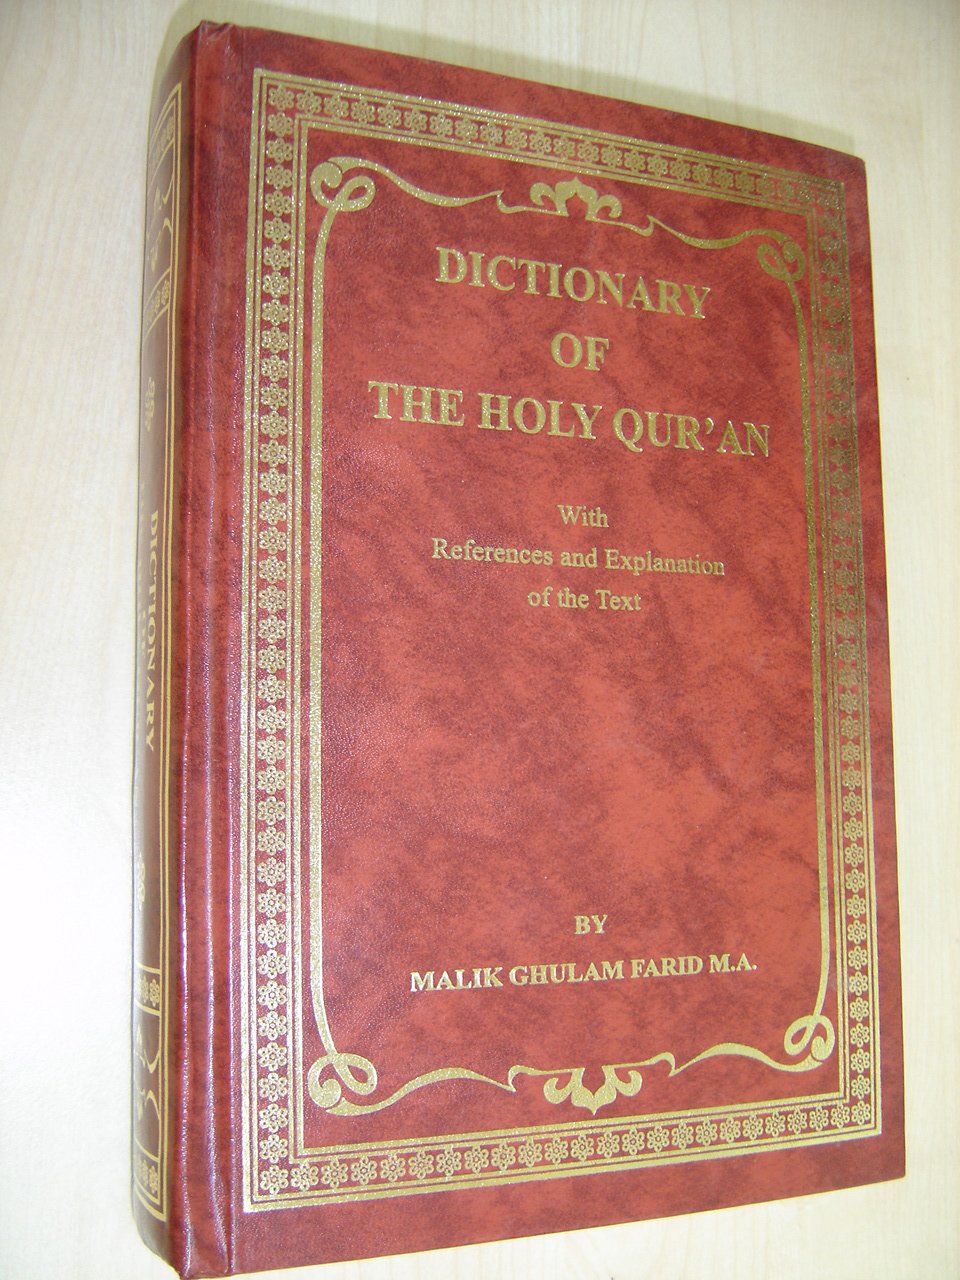 DICTIONARY
OF
THE HOLY QUR'AN
With
References and Explanation
of the Text
BY
MALIK GHULAM FARID M.A.
DICTIONARY